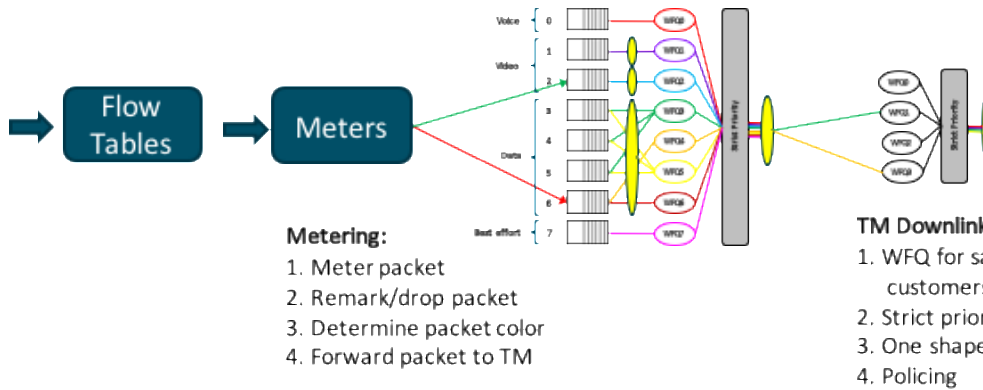 Flow
Tables
Meters
Voice
Video
Data
Best effort
0
1
2
3
4
5
6
7
WFQ0
WFQ1
WFQ2
WFQ3
WFQ4
WFQ5
WFQ6
WFQ7
Strict Priority
WFQ0
WFQ1
WFQ2
WFQ3
Strict Priority
Metering:
1. Meter packet
2. Remark/drop packet
3. Determine packet color
4. Forward packet to TM
TM Downlink
1. WFQ for sa
customers
2. Strict prior
3. One shape
4. Policing